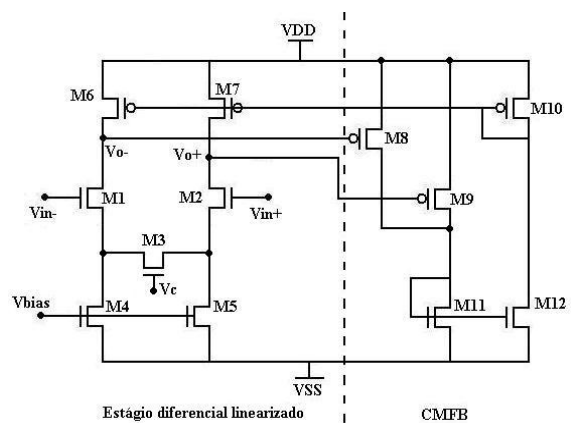 VDD
M6
M7
M10
M8
Vo-
Vo+
M1
M2
M9
Vin-
Vin+
M3
Vc
Vbias
M4
M5
M11
M12
VSS
Estágio diferencial linearizado
CMFB